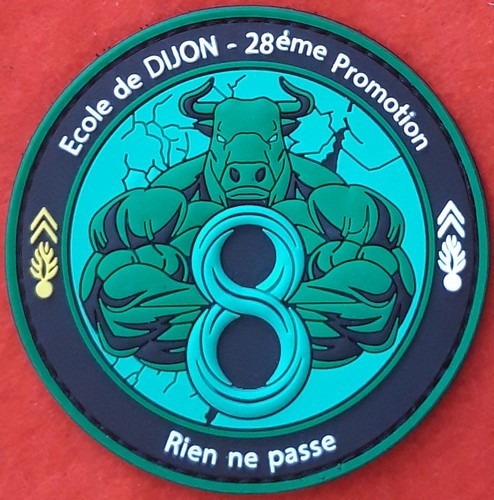 Ecole de DIJON - 28éme Promotion
8
Rien ne passe